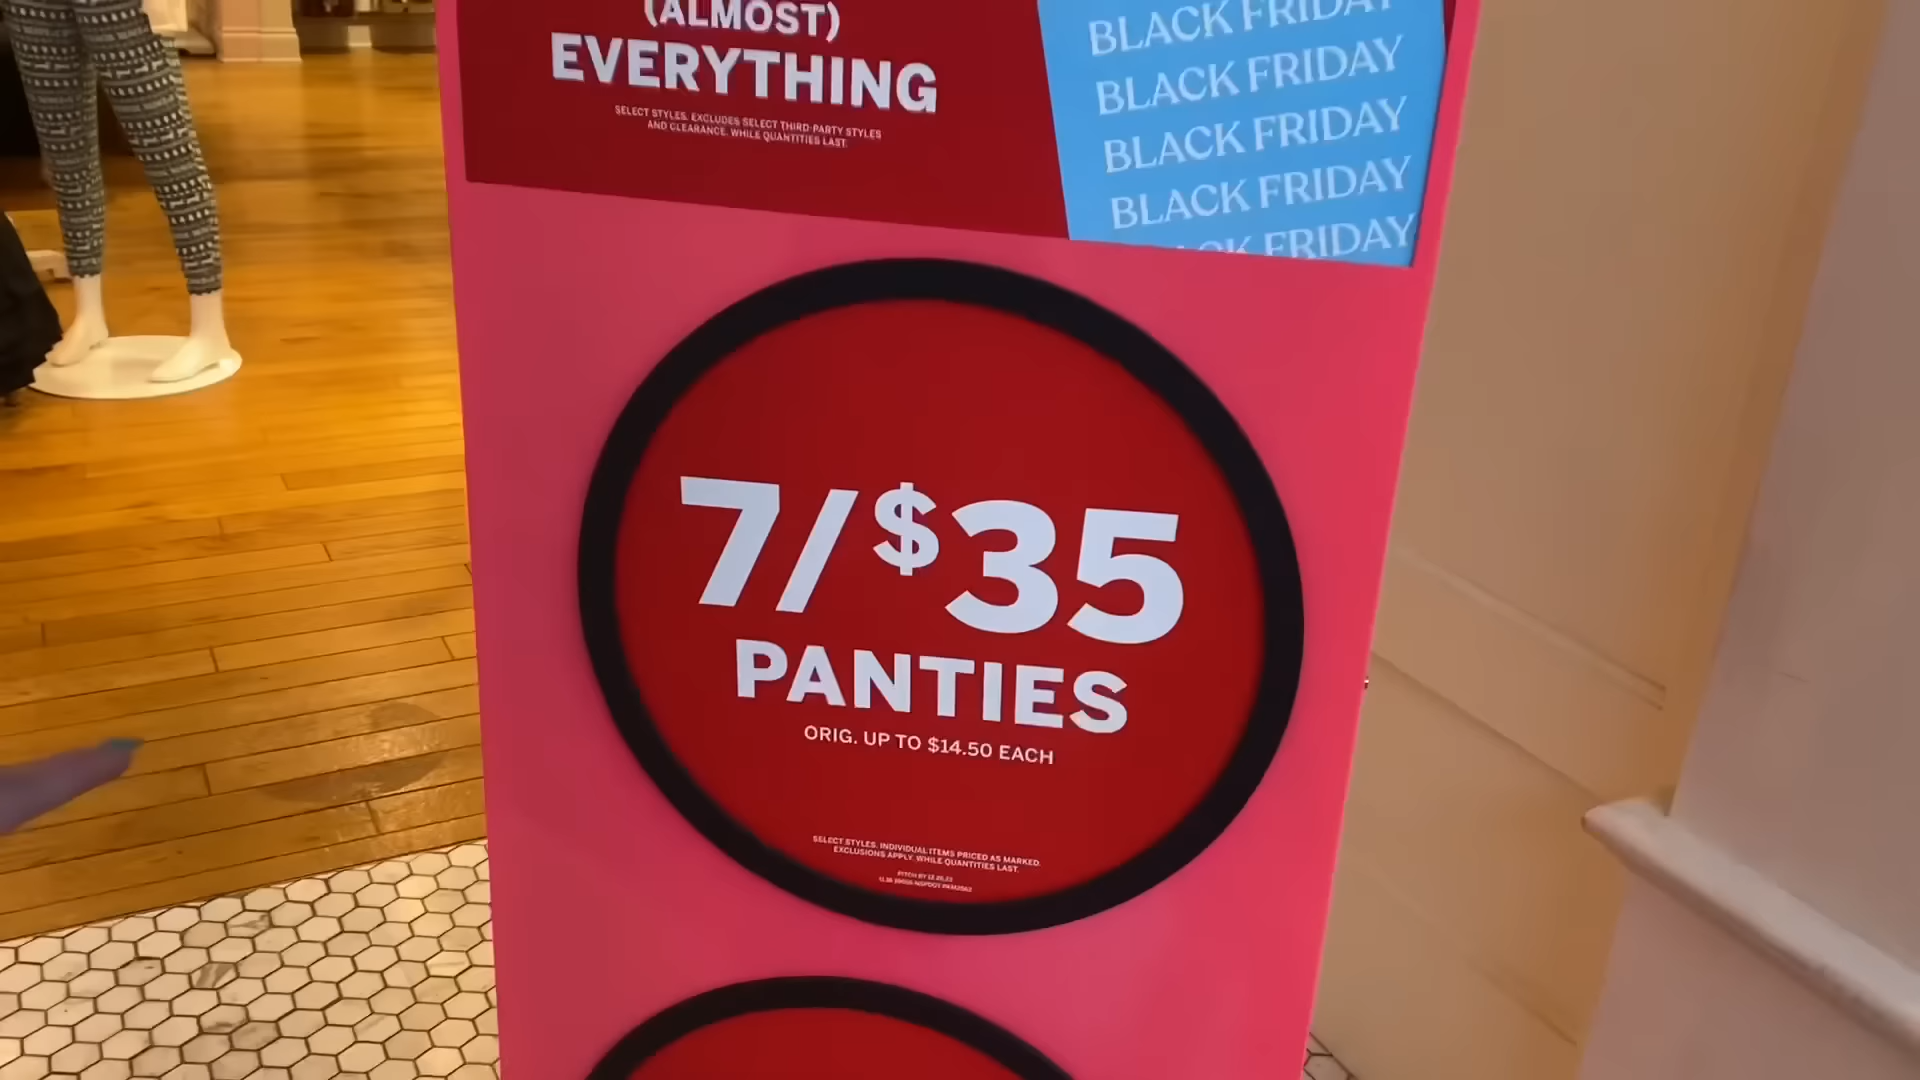 (ALMOST)
EVERYTHING
SELECT STYLES. EXCLUDES SELECT THIRD-PARTY STYLES
AND CLEARANCE. WHILE QUANTITIES LAST.
BLACK FRIDAY
BLACK FRIDAY
BLACK FRIDAY
BLACK FRIDAY
BLACK FRIDAY
7/$35
PANTIES
ORIG. UP TO $14.50 EACH
SELECT STYLES. INDIVIDUAL ITEMS PRICED AS MARKED.
EXCLUSIONS APPLY. WHILE QUANTITIES LAST.
PITCH BY